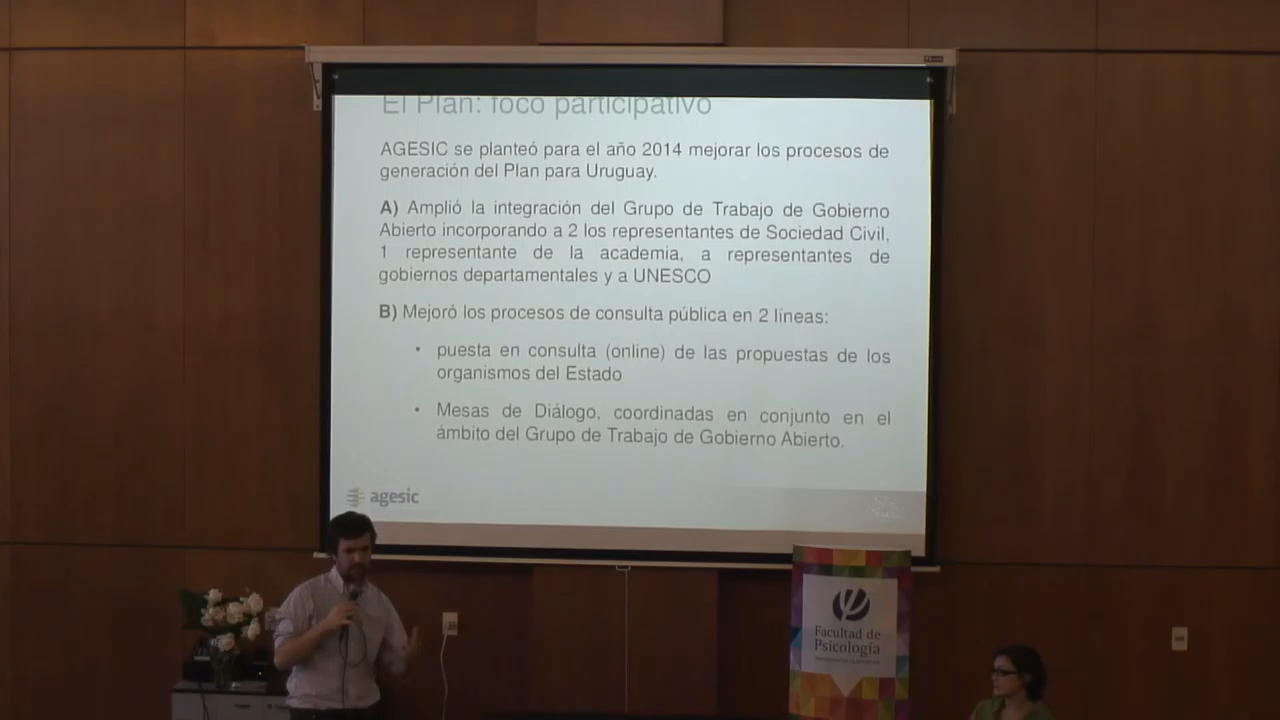 El Plan: foco participativo
AGESIC se planteó para el año 2014 mejorar los procesos de
generación del Plan para Uruguay.
A) Amplió la integración del Grupo de Trabajo de Gobierno
Abierto incorporando a 2 los representantes de Sociedad Civil,
1 representante de la academia, a representantes de
gobiernos departamentales y a UNESCO
B) Mejoró los procesos de consulta pública en 2 líneas:
• puesta en consulta (online) de las propuestas de los
organismos del Estado
• Mesas de Diálogo, coordinadas en conjunto en el
ámbito del Grupo de Trabajo de Gobierno Abierto.
agesic
Facultad de
Psicología